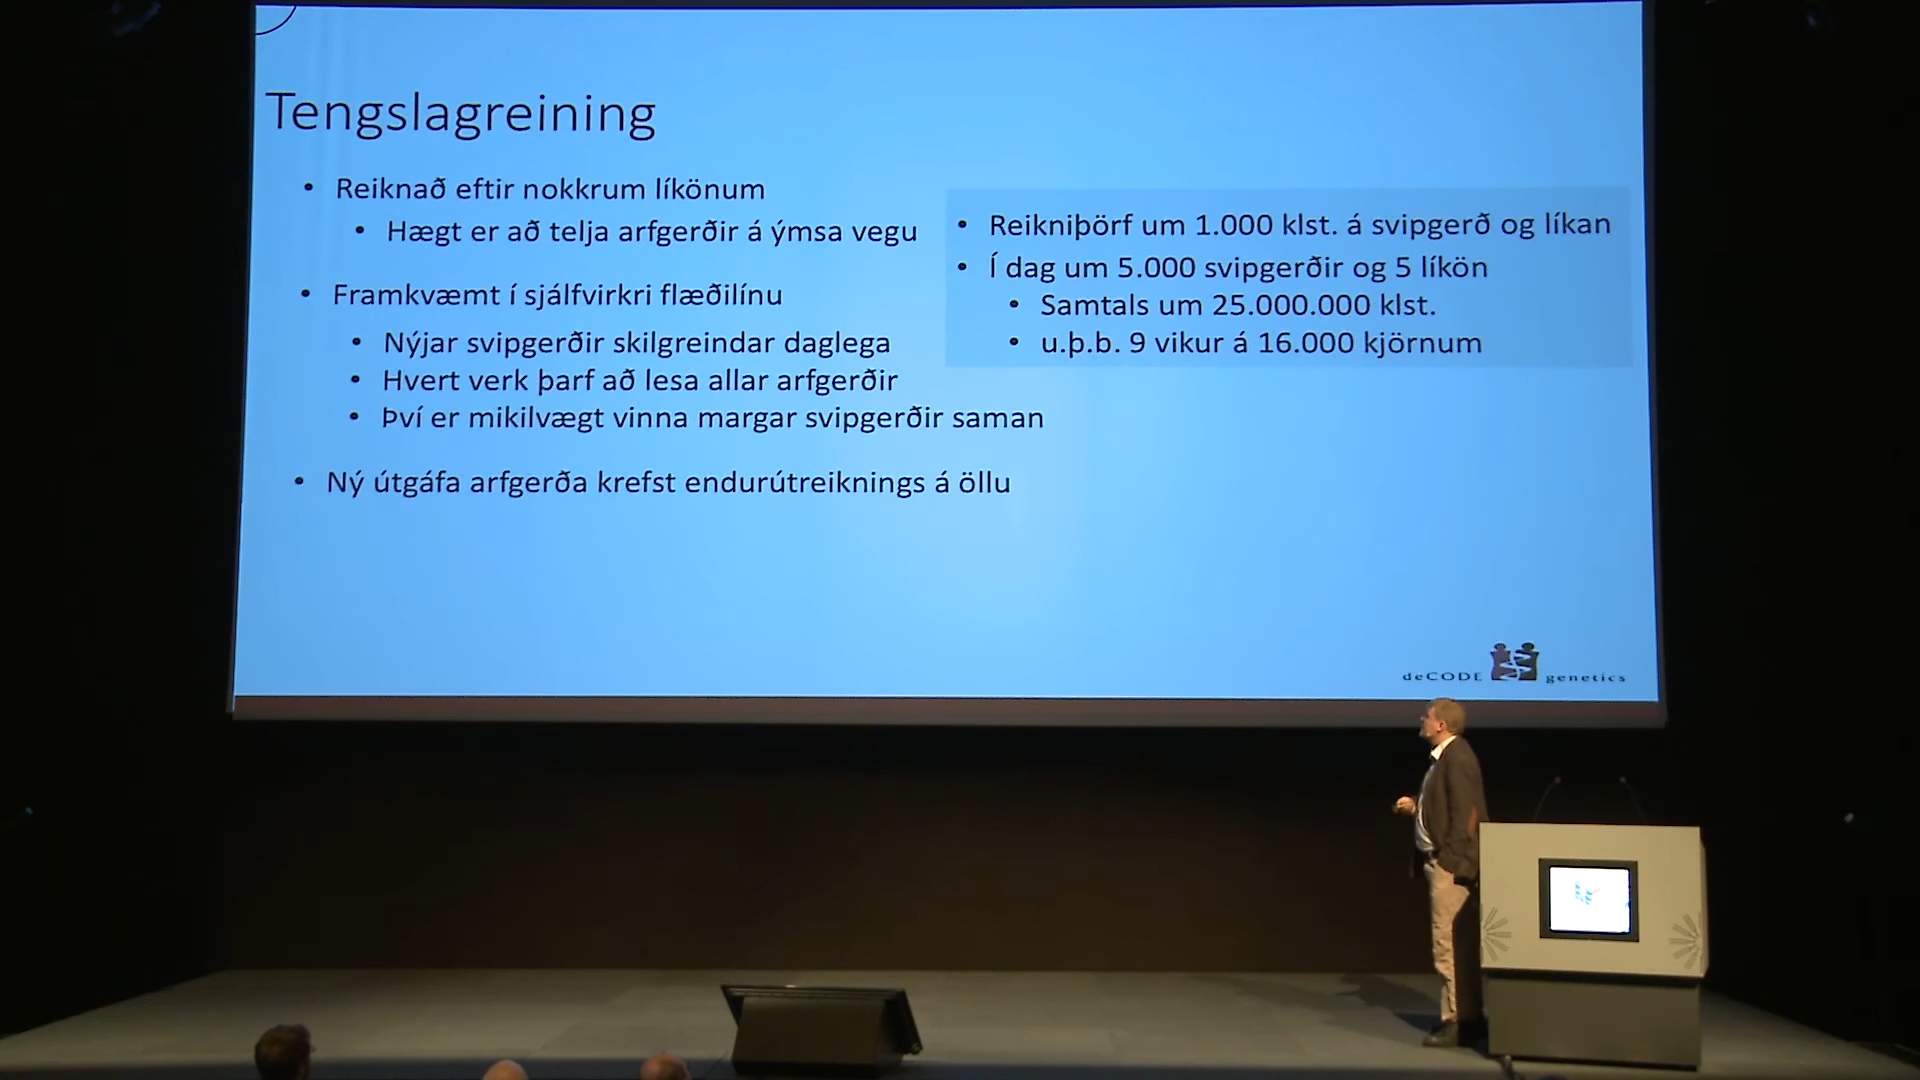 Tengslagreining
• Reiknað eftir nokkrum líkönum
• Hægt er að telja arfgerðir á ýmsa vegu
• Framkvæmt í sjálfvirkri flæðilínu
• Nýjar svipgerðir skilgreindar daglega
• Hvert verk þarf að lesa allar arfgerðir
• Því er mikilvægt vinna margar svipgerðir saman
• Ný útgáfa arfgerða krefst endurútreiknings á öllu
• Reikniþörf um 1.000 klst. á svipgerð og líkan
• Í dag um 5.000 svipgerðir og 5 líkön
• Samtals um 25.000.000 klst.
• u.þ.b. 9 vikur á 16.000 kjörnum
deCODE genetics